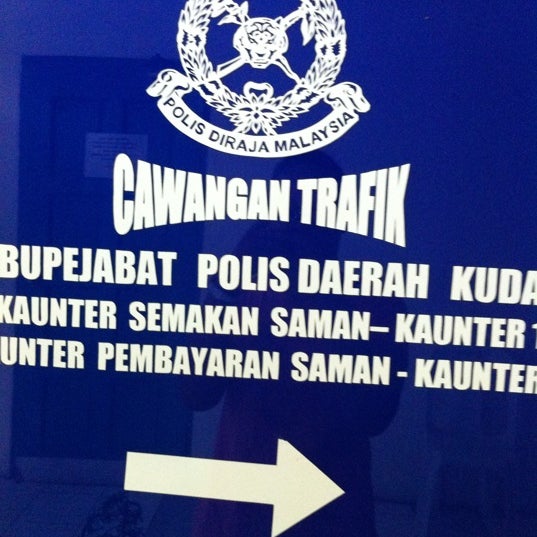 POLIS DIRAJA MALAYSIA
CAWANGAN TRAFIK
BUPEJABAT POLIS DAERAH KUDA
KAUNTER SEMAKAN SAMAN– KAUNTER 1
UNTER PEMBAYARAN SAMAN - KAUNTER